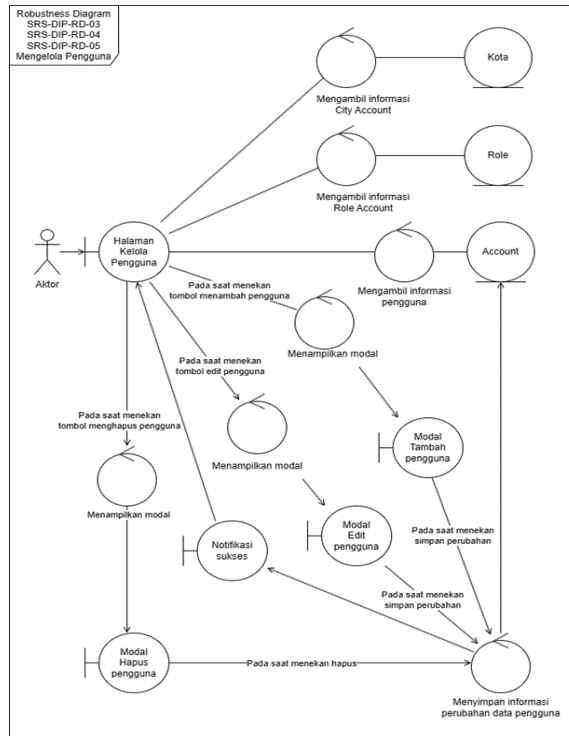 Robustness Diagram
SRS-DIP-RD-03
SRS-DIP-RD-04
SRS-DIP-RD-05
Mengelola Pengguna
Kota
Mengambil informasi
City Account
Role
Mengambil informasi
Role Account
Aktor
Halaman
Kelola
Pengguna
Account
Mengambil informasi
pengguna
Pada saat menekan
tombol menambah pengguna
Menampilkan modal
Pada saat menekan
tombol edit pengguna
Pada saat menekan
tombol menghapus pengguna
Menampilkan modal
Modal
Tambah
pengguna
Menampilkan modal
Notifikasi
sukses
Modal
Edit
pengguna
Pada saat menekan
simpan perubahan
Pada saat menekan
simpan perubahan
Modal
Hapus
pengguna
Pada saat menekan hapus
Menyimpan informasi
perubahan data pengguna